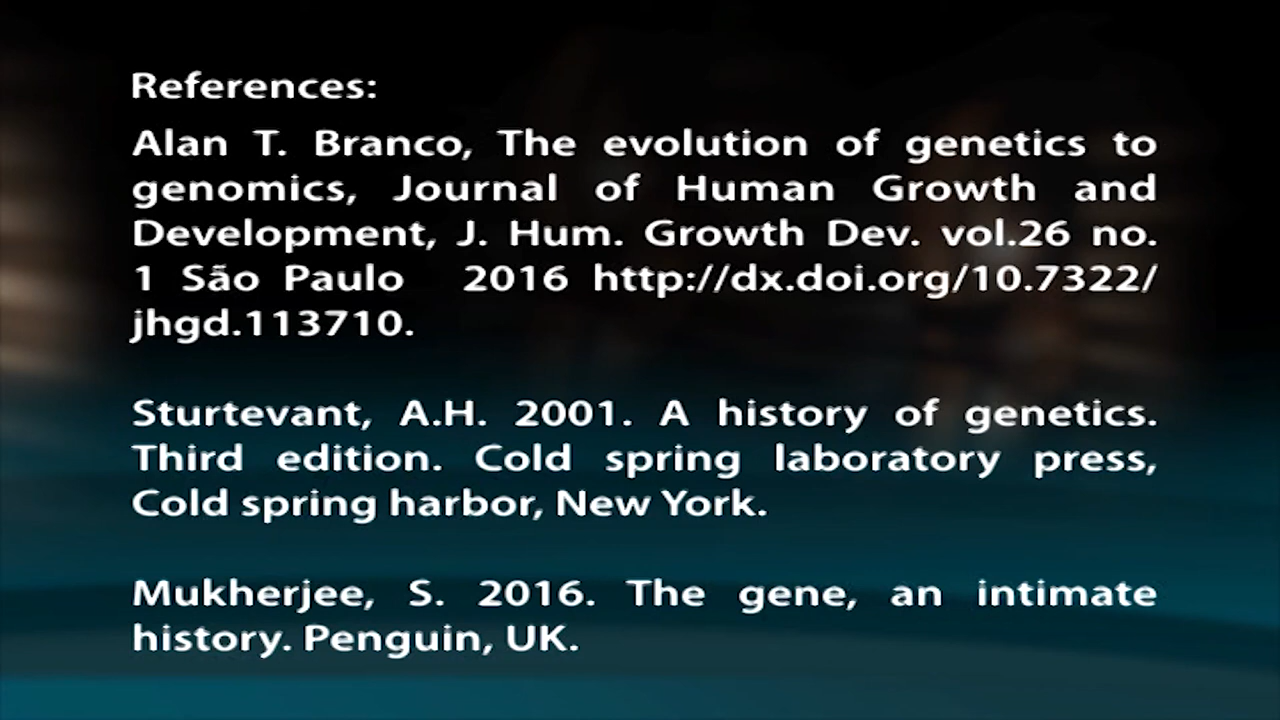 References:
Alan T. Branco, The evolution of genetics to
genomics, Journal of Human Growth and
Development, J. Hum. Growth Dev. vol.26 no.
1 São Paulo 2016 http://dx.doi.org/10.7322/
jhgd.113710.
Sturtevant, A.H. 2001. A history of genetics.
Third edition. Cold spring laboratory press,
Cold spring harbor, New York.
Mukherjee, S. 2016. The gene, an intimate
history. Penguin, UK.